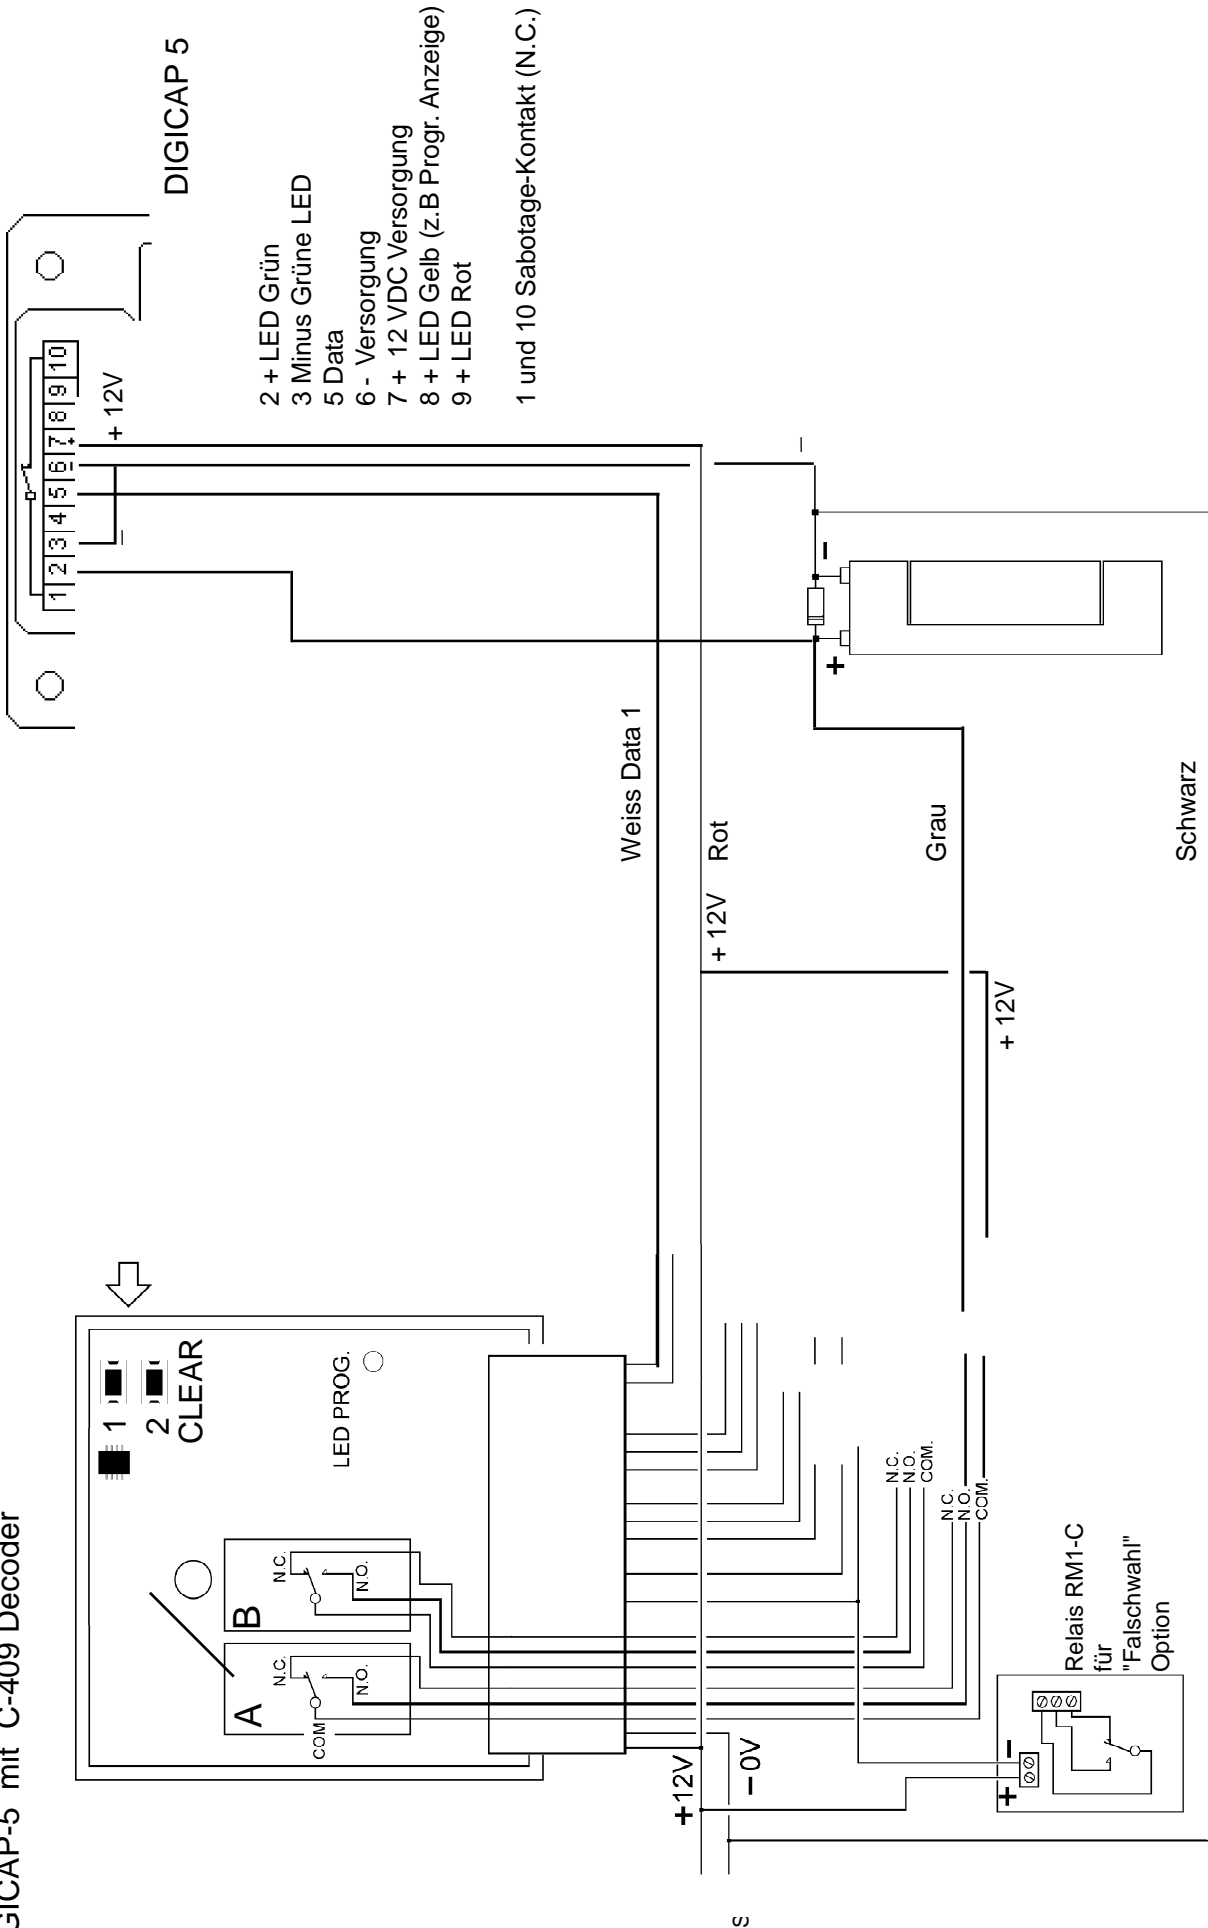 GICAP-5 mit C-409 Decoder
DIGICAP 5
1 2 3 4 5 6 7 8 9 10
+ 12V
–
2 + LED Grün
3 Minus Grüne LED
5 Data
6 - Versorgung
7 + 12 VDC Versorgung
8 + LED Gelb (z.B Progr. Anzeige)
9 + LED Rot
1 und 10 Sabotage-Kontakt (N.C.)
1
2
CLEAR
LED PROG.
A
COM
N.C.
N.O.
B
N.C.
N.O.
Weiss Data 1
Rot
+ 12V
Grau
+ 12V
Schwarz
–
–
+
+12V
– 0V
N.C.
N.O.
COM.
N.C.
N.O.
COM.
+
–
Relais RM1-C
für
"Falschwahl"
Option